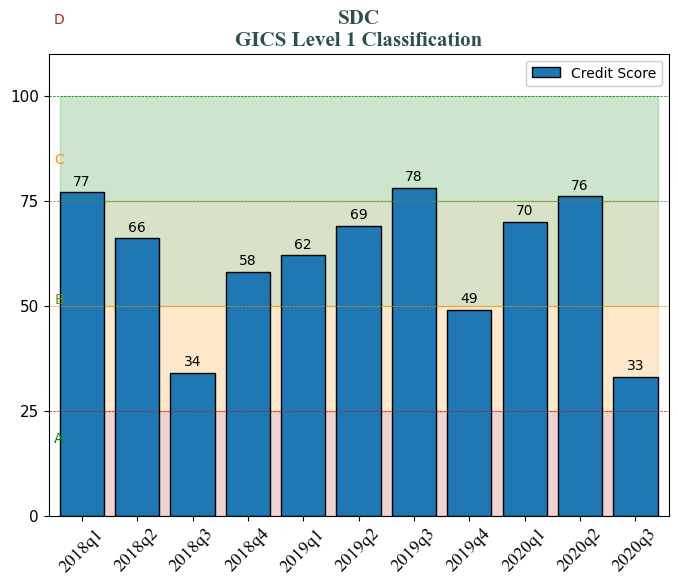 D
SDC
GICS Level 1 Classification
Credit Score
100
75
50
25
0
C
B
A
77
66
34
58
62
69
78
49
70
76
33
2018q1
2018q2
2018q3
2018q4
2019q1
2019q2
2019q3
2019q4
2020q1
2020q2
2020q3